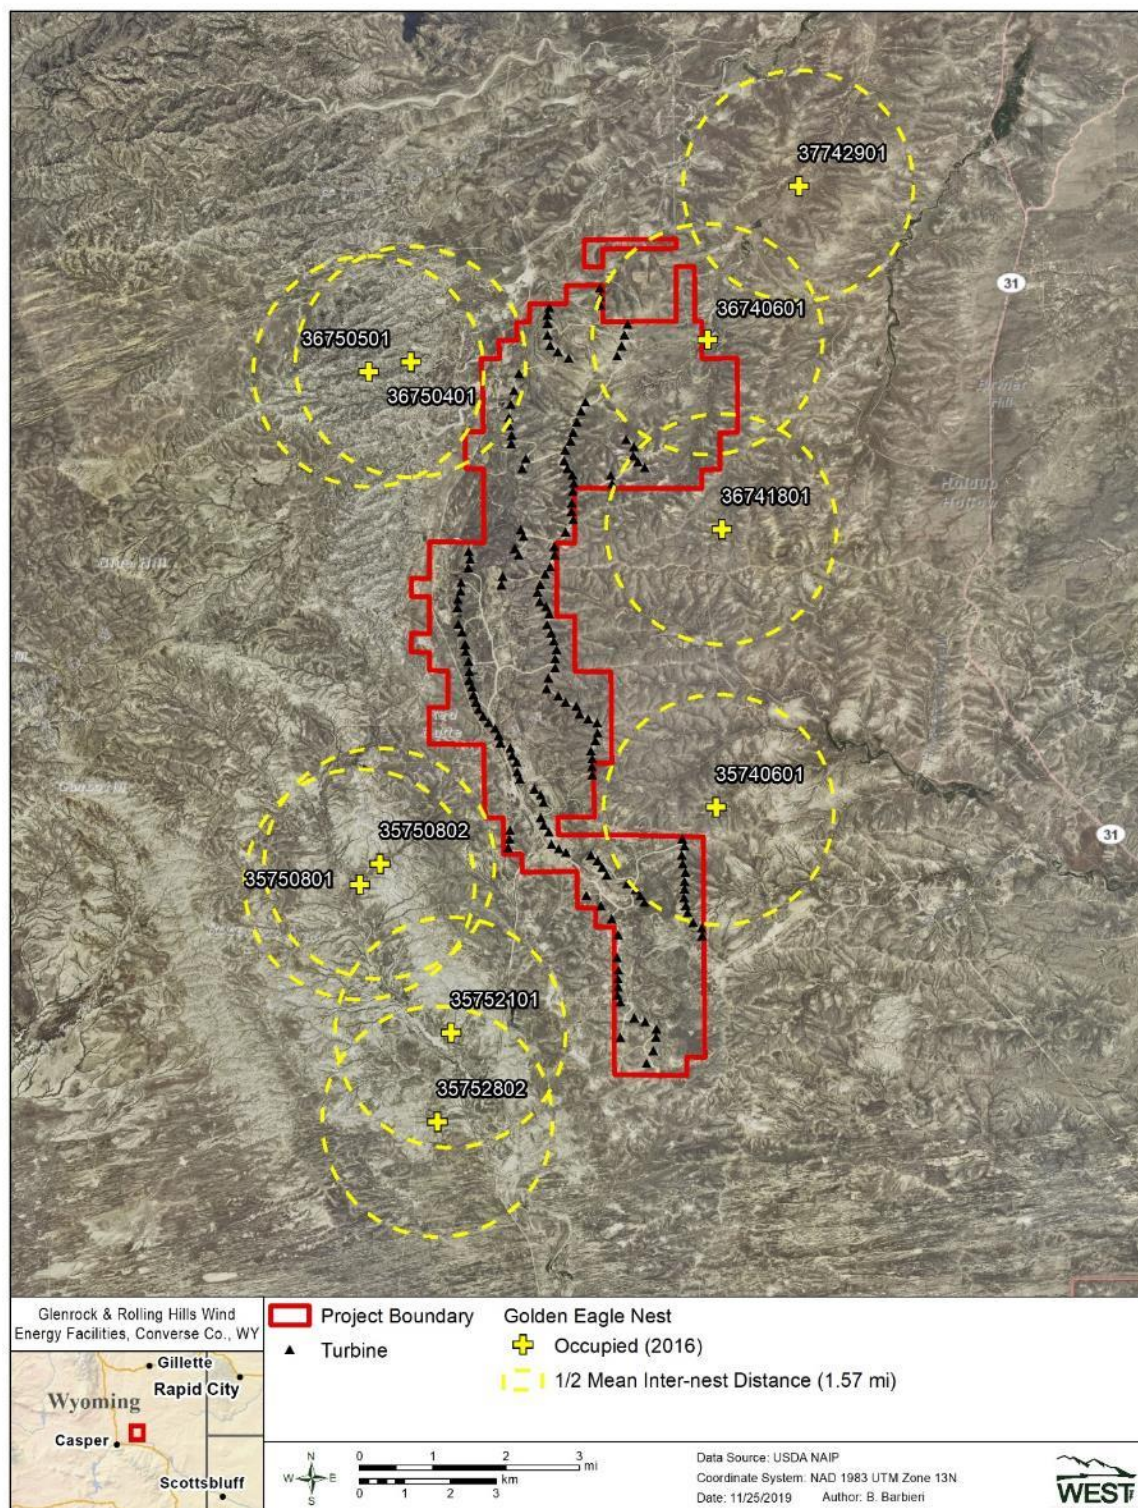 37742901
31
36740601
36750501
36750401
36741801
35740601
31
35750802
35750801
35752101
35752802
Glenrock & Rolling Hills Wind
Energy Facilities, Converse Co., WY
Project Boundary
Turbine
Golden Eagle Nest
Occupied (2016)
1/2 Mean Inter-nest Distance (1.57 mi)
Gillette
Rapid City
Wyoming
Casper
Scottsbluff
N
W E
S
0 1 2 3
mi
km
0 1 2 3
Data Source: USDA NAIP
Coordinate System: NAD 1983 UTM Zone 13N
Date: 11/25/2019 Author: B. Barbieri
WEST